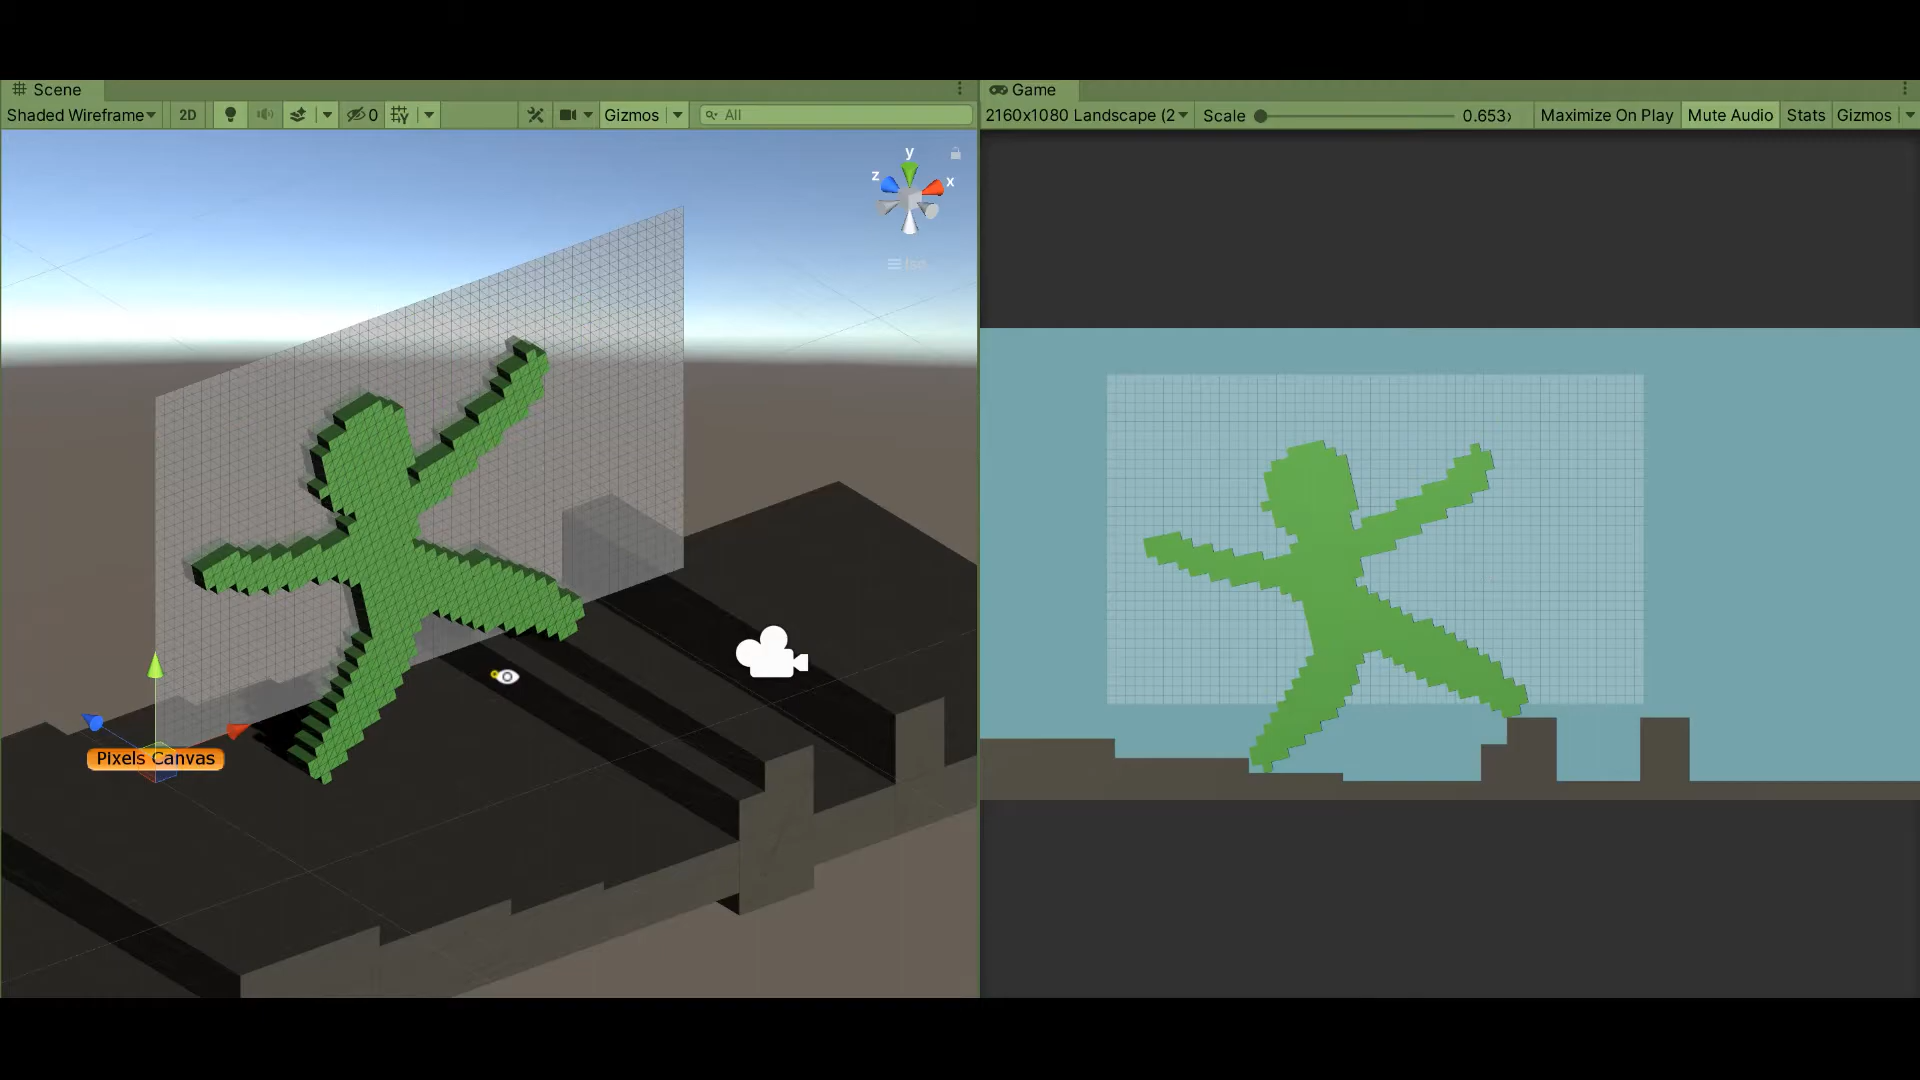 Scene
Game
Shaded Wireframe 2D 0 Gizmos All
2160x1080 Landscape (2 Scale 0.653 Maximize On Play Mute Audio Stats Gizmos
y
z x
Iso
Pixels Canvas